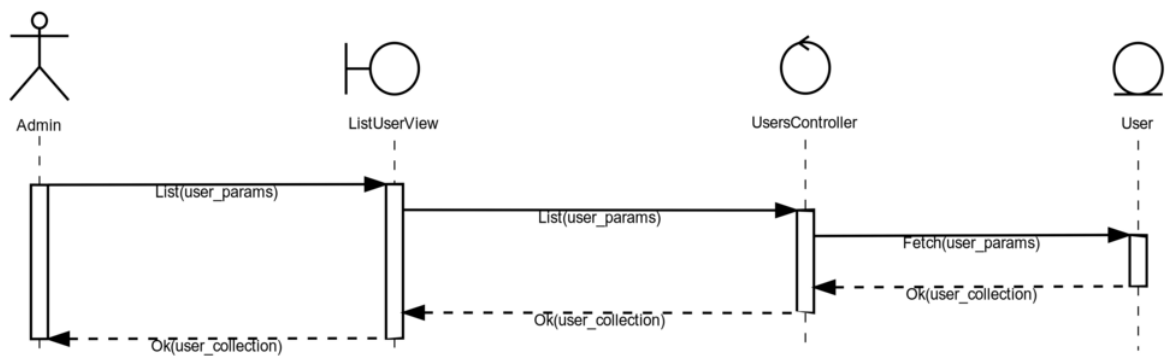 Admin
ListUserView
UsersController
User
List(user_params)
List(user_params)
Fetch(user_params)
Ok(user_collection)
Ok(user_collection)
Ok(user_collection)